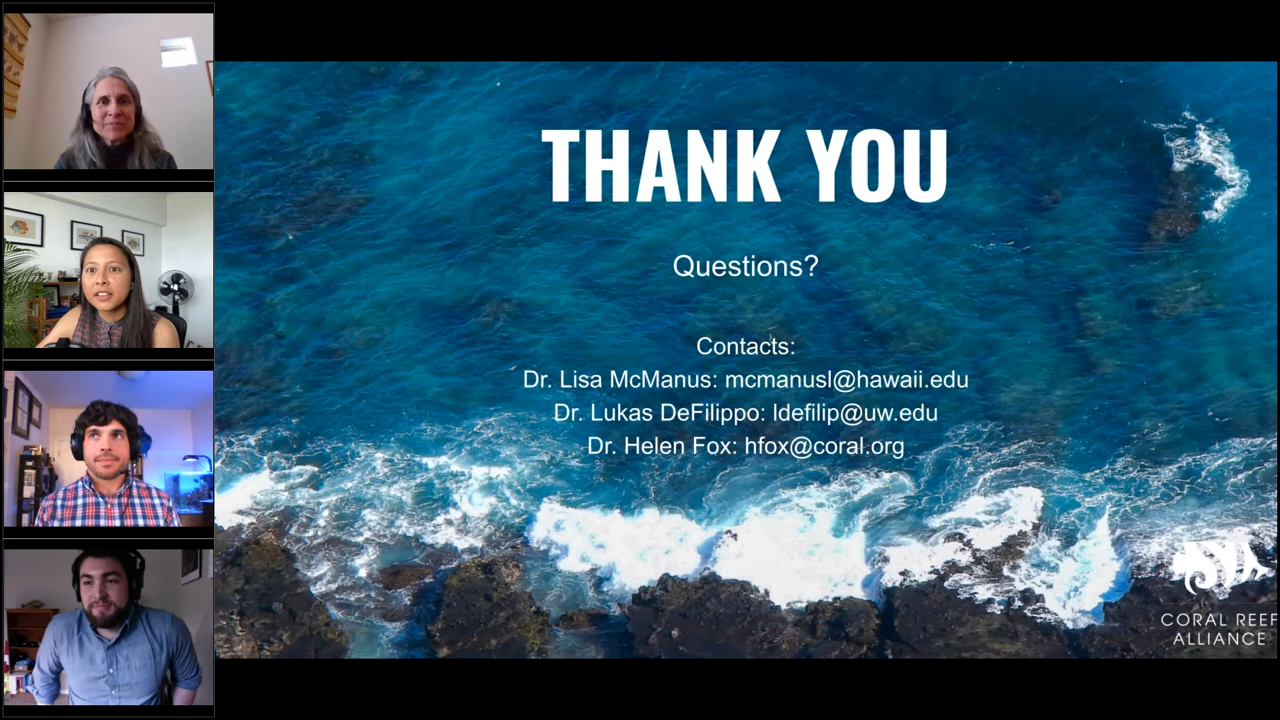 THANK YOU
Questions?
Contacts:
Dr. Lisa McManus: mcmanusl@hawaii.edu
Dr. Lukas DeFilippo: ldefilip@uw.edu
Dr. Helen Fox: hfox@coral.org
CORAL REEF
ALLIANCE